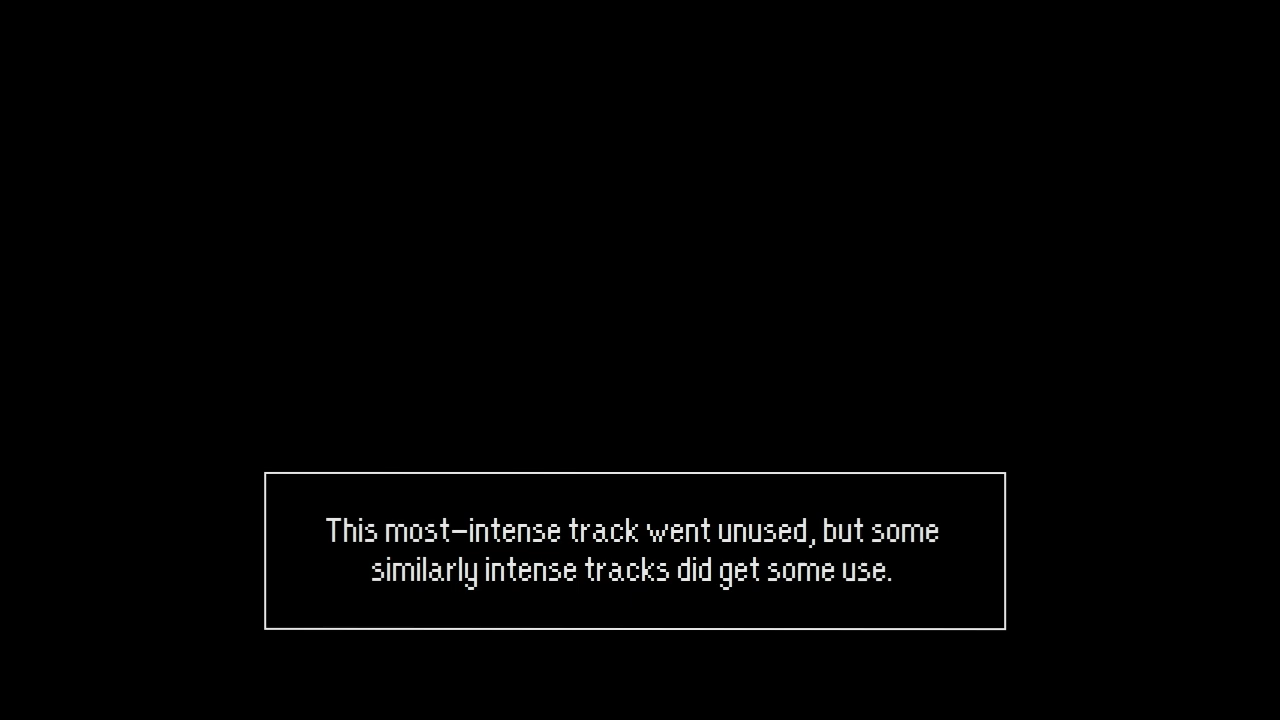 This most-intense track went unused, but some
similarly intense tracks did get some use.